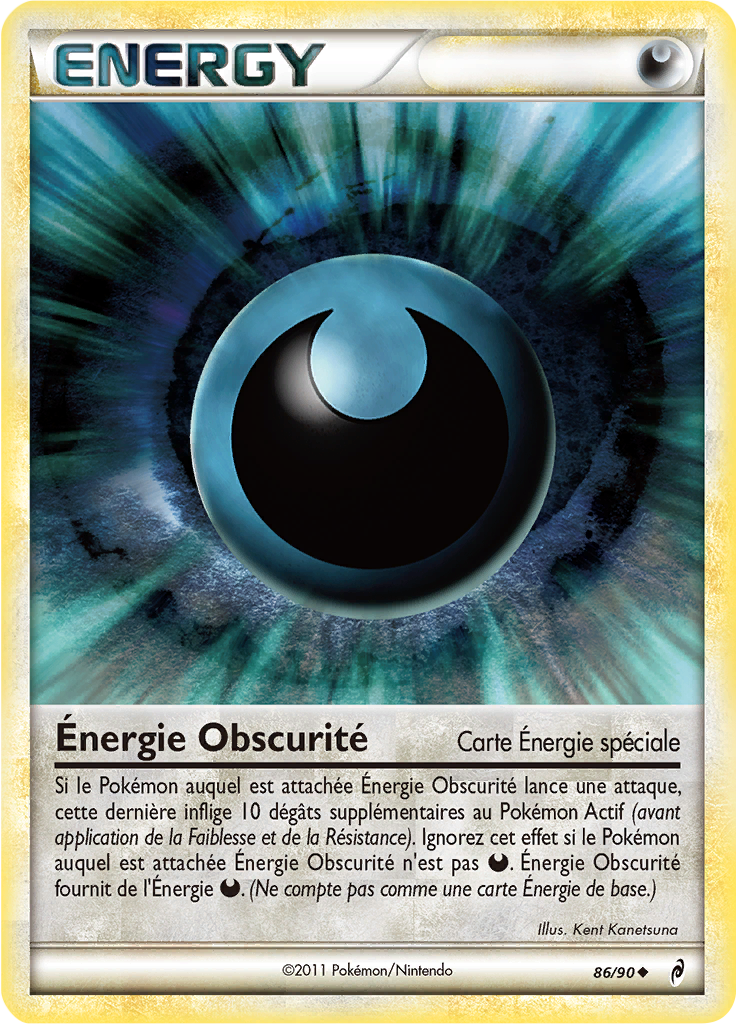 ENERGY
Énergie Obscurité Carte Énergie spéciale
Si le Pokémon auquel est attachée Énergie Obscurité lance une attaque,
cette dernière inflige 10 dégâts supplémentaires au Pokémon Actif (avant
application de la Faiblesse et de la Résistance). Ignorez cet effet si le Pokémon
auquel est attachée Énergie Obscurité n'est pas . Énergie Obscurité
fournit de l'Énergie . (Ne compte pas comme une carte Énergie de base.)
Illus. Kent Kanetsuna
©2011 Pokémon/Nintendo 86/90